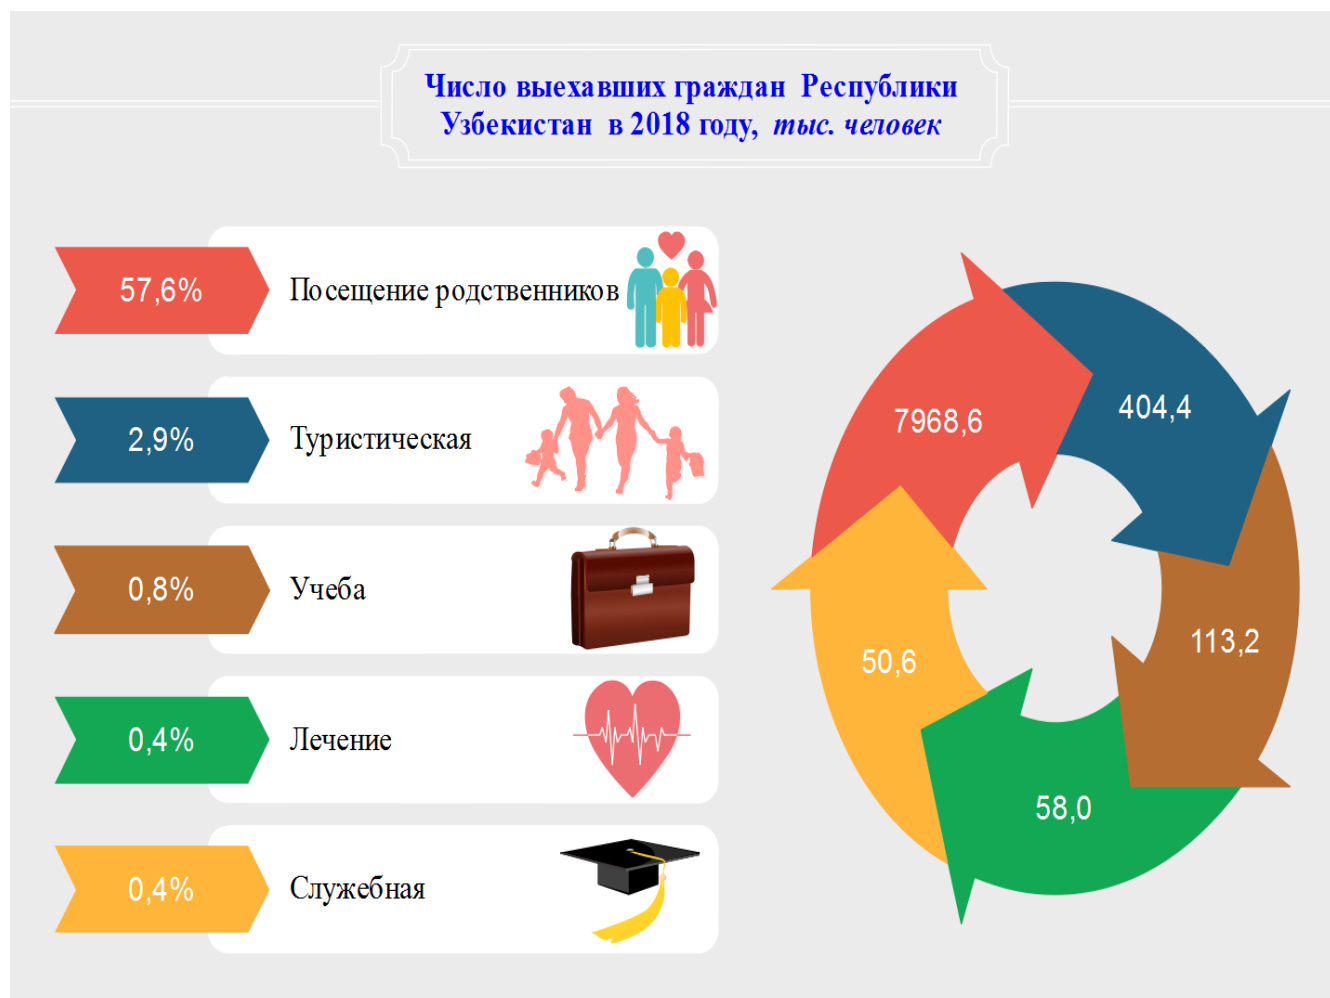 Число выехавших граждан Республики
Узбекистан в 2018 году, тыс. человек
57,6%
Посещение родственников
2,9%
Туристическая
0,8%
Учеба
0,4%
Лечение
0,4%
Служебная
7968,6
404,4
113,2
58,0
50,6